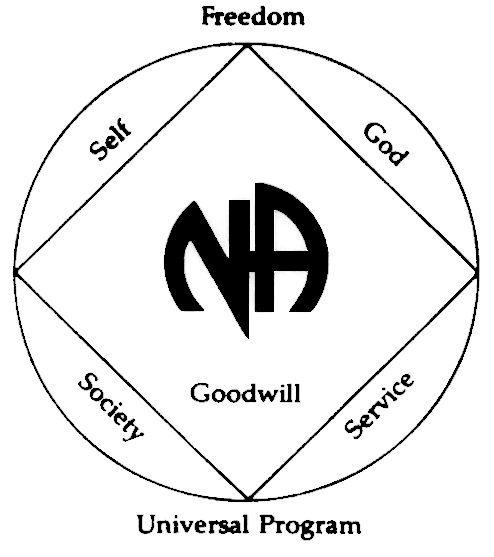 Freedom
Self
God
NA
Society
Goodwill
Service
Universal Program